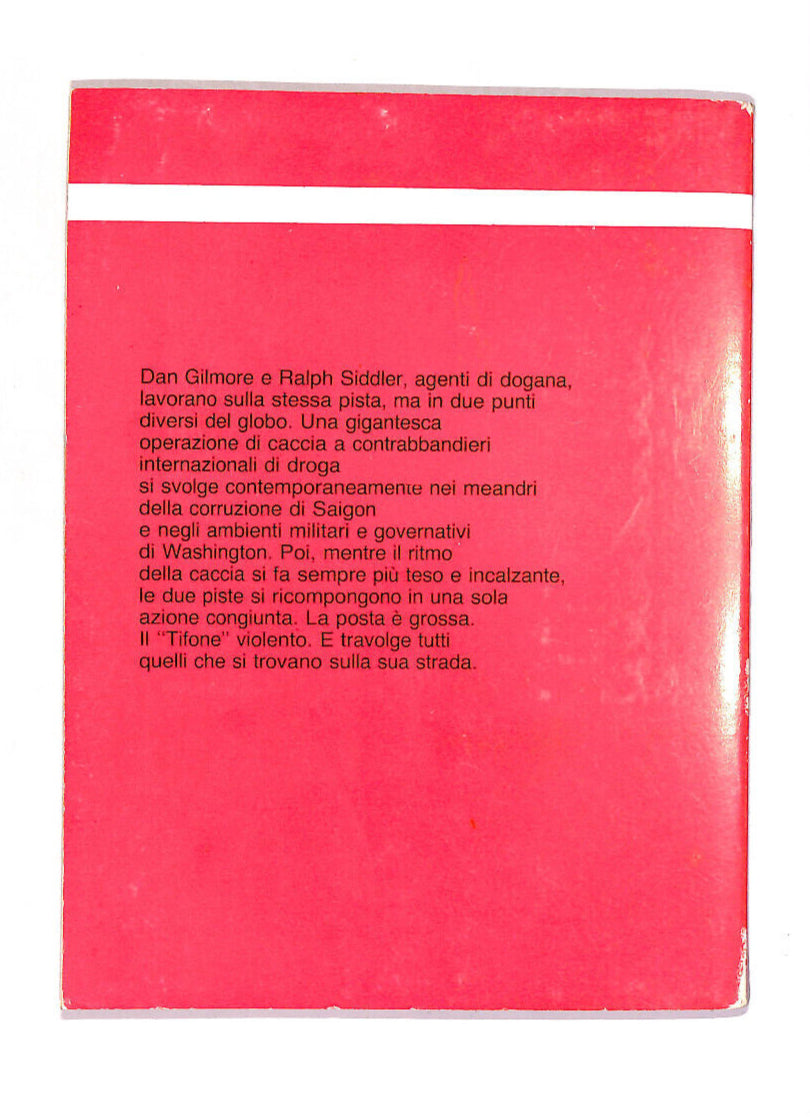 Dan Gilmore e Ralph Siddler, agenti di dogana,
lavorano sulla stessa pista, ma in due punti
diversi del globo. Una gigantesca
operazione di caccia a contrabbandieri
internazionali di droga
si svolge contemporaneamente nei meandri
della corruzione di Saigon
e negli ambienti militari e governativi
di Washington. Poi, mentre il ritmo
della caccia si fa sempre più teso e incalzante,
le due piste si ricompongono in una sola
azione congiunta. La posta è grossa.
Il “Tifone” violento. E travolge tutti
quelli che si trovano sulla sua strada.